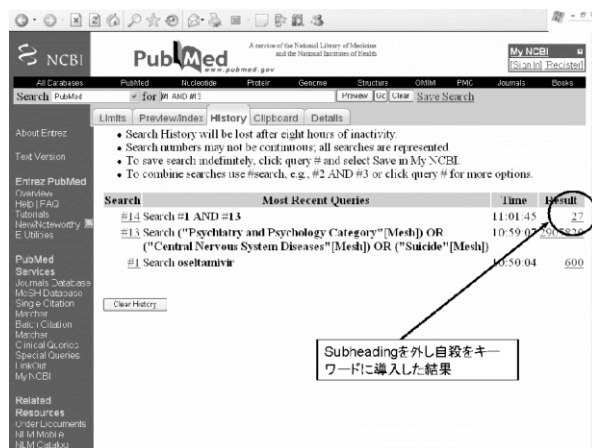 NCBI
PubMed
www.pubmed.gov
A service of the National Library of Medicine
and the National Institutes of Health
My NCBI
[Sign In] [Register]
All Databases PubMed Nucleotide Protein Genome Structure OMIM PMC Journals Books
Search PubMed for #1 AND #13 Preview Go Clear Save Search
Limits Preview/Index History Clipboard Details
About Entrez
Text Version
Entrez PubMed
Overview
Help | FAQ
Tutorials
New/Noteworthy
E Utilities
PubMed
Services
Journals Database
MeSH Database
Single Citation
Matcher
Batch Citation
Matcher
Clinical Queries
Special Queries
LinkOut
My NCBI
Related
Resources
Order Documents
NLM Mobile
NLM Catalog
• Search History will be lost after eight hours of inactivity.
• Search numbers may not be continuous; all searches are represented.
• To save search indefinitely, click query # and select Save in My NCBI.
• To combine searches use #search, e.g., #2 AND #3 or click query # for more options.
Search Most Recent Queries Time Result
#14 Search #1 AND #13 11:01:45 27
#13 Search ("Psychiatry and Psychology Category"[Mesh]) OR
("Central Nervous System Diseases"[Mesh]) OR ("Suicide"[Mesh])
#1 Search oseltamivir 10:50:04 600
Clear History
Subheadingを外し自殺をキー
ワードに導入した結果